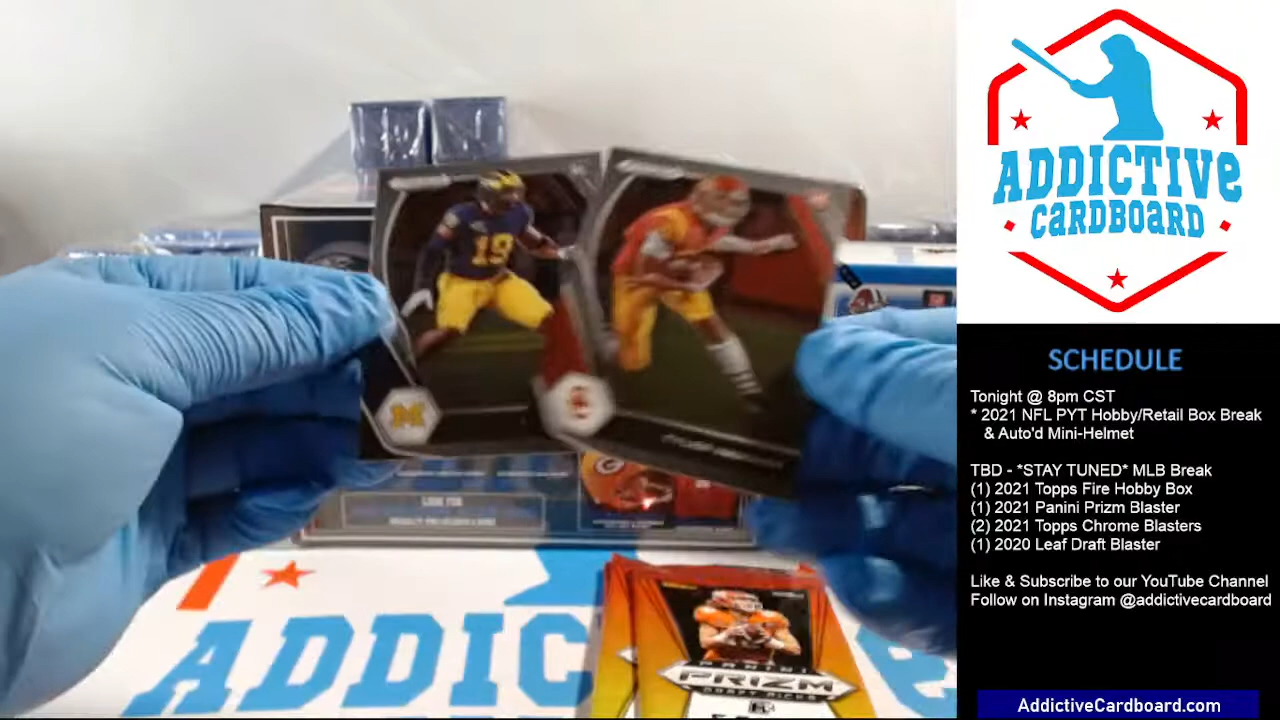 19
M
LOOK FOR
G
ADDIC
PANINI
PRIZM
DRAFT PICKS
ADDICTIVE
CARDBOARD
SCHEDULE
Tonight @ 8pm CST
* 2021 NFL PYT Hobby/Retail Box Break
& Auto'd Mini-Helmet
TBD - *STAY TUNED* MLB Break
(1) 2021 Topps Fire Hobby Box
(1) 2021 Panini Prizm Blaster
(2) 2021 Topps Chrome Blasters
(1) 2020 Leaf Draft Blaster
Like & Subscribe to our YouTube Channel
Follow on Instagram @addictivecardboard
AddictiveCardboard.com